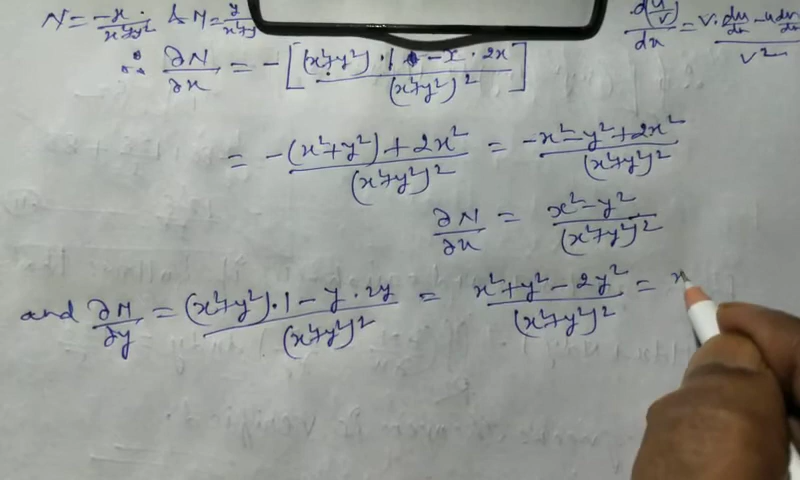 N = -x/(x²+y²) & M = y/(x²+y
d(u/v)/dx = (v·du/dx - u dv/dx)/v²
∴ ∂N/∂x = -[((x²+y²)·1 - x·2x)/(x²+y²)²]
= (-(x²+y²)+2x²)/(x²+y²)² = (-x²-y²+2x²)/(x²+y²)²
∂N/∂x = (x²-y²)/(x²+y²)²
and ∂M/∂y = ((x²+y²)·1 - y·2y)/(x²+y²)² = (x²+y²-2y²)/(x²+y²)² = x